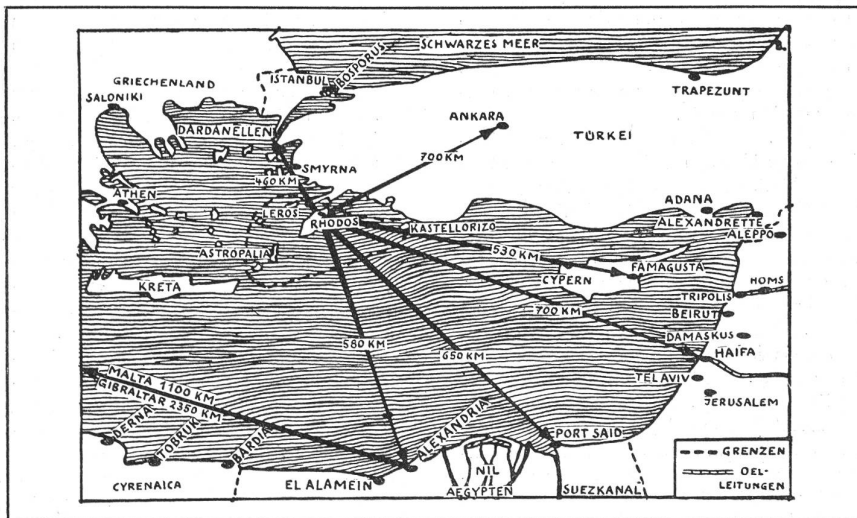 SCHWARZES MEER
BOSPORUS
ISTANBUL
GRIECHENLAND
SALONIKI
TRAPEZUNT
ANKARA
TÜRKEI
DARDANELLEN
700 KM
SMYRNA
460 KM
ATHEN
LEROS
RHODOS
KASTELLORIZO
ADANA
ALEXANDRETTE
ALEPPO
ASTROPALIA
530 KM
CYPERN
FAMAGUSTA
KRETA
HOMS
TRIPOLIS
700 KM
BEIRUT
DAMASKUS
580 KM
650 KM
HAIFA
MALTA 1100 KM
GIBRALTAR 2350 KM
TEL AVIV
JERUSALEM
DERNA
TOBRUK
BARDIA
ALEXANDRIA
PORT SAID
GRENZEN
OEL-
LEITUNGEN
CYRENAICA
EL ALAMEIN
NIL
AEGYPTEN
SUEZKANAL